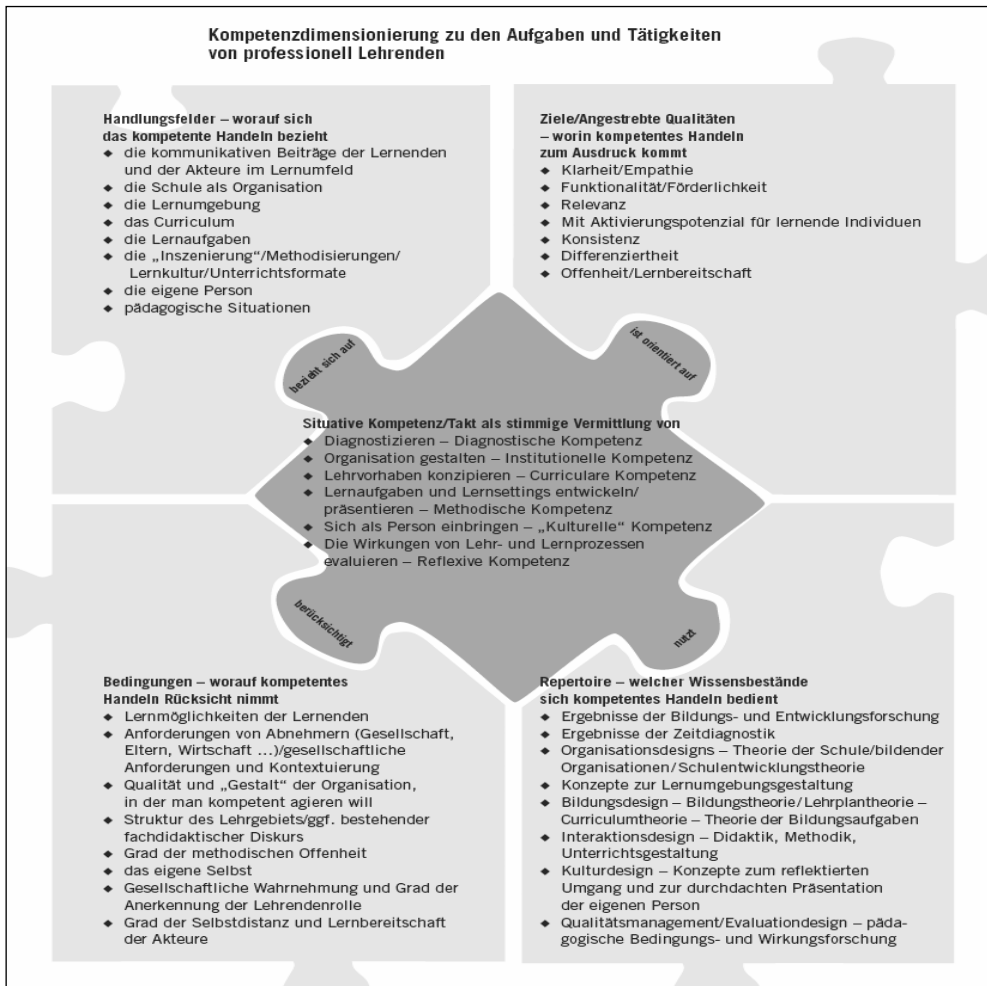 Kompetenzdimensionierung zu den Aufgaben und Tätigkeiten
von professionell Lehrenden
Handlungsfelder – worauf sich
das kompetente Handeln bezieht
◆ die kommunikativen Beiträge der Lernenden
und der Akteure im Lernumfeld
◆ die Schule als Organisation
◆ die Lernumgebung
◆ das Curriculum
◆ die Lernaufgaben
◆ die „Inszenierung“/Methodisierungen/
Lernkultur/Unterrichtsformate
◆ die eigene Person
◆ pädagogische Situationen
Ziele/Angestrebte Qualitäten
– worin kompetentes Handeln
zum Ausdruck kommt
◆ Klarheit/Empathie
◆ Funktionalität/Förderlichkeit
◆ Relevanz
◆ Mit Aktivierungspotenzial für lernende Individuen
◆ Konsistenz
◆ Differenziertheit
◆ Offenheit/Lernbereitschaft
bezieht sich auf
ist orientiert auf
Situative Kompetenz/Takt als stimmige Vermittlung von
◆ Diagnostizieren – Diagnostische Kompetenz
◆ Organisation gestalten – Institutionelle Kompetenz
◆ Lehrvorhaben konzipieren – Curriculare Kompetenz
◆ Lernaufgaben und Lernsettings entwickeln/
präsentieren – Methodische Kompetenz
◆ Sich als Person einbringen – „Kulturelle“ Kompetenz
◆ Die Wirkungen von Lehr- und Lernprozessen
evaluieren – Reflexive Kompetenz
berücksichtigt
nutzt
Bedingungen – worauf kompetentes
Handeln Rücksicht nimmt
◆ Lernmöglichkeiten der Lernenden
◆ Anforderungen von Abnehmern (Gesellschaft,
Eltern, Wirtschaft ...)/gesellschaftliche
Anforderungen und Kontextuierung
◆ Qualität und „Gestalt“ der Organisation,
in der man kompetent agieren will
◆ Struktur des Lehrgebiets/ggf. bestehender
fachdidaktischer Diskurs
◆ Grad der methodischen Offenheit
◆ das eigene Selbst
◆ Gesellschaftliche Wahrnehmung und Grad der
Anerkennung der Lehrendenrolle
◆ Grad der Selbstdistanz und Lernbereitschaft
der Akteure
Repertoire – welcher Wissensbestände
sich kompetentes Handeln bedient
◆ Ergebnisse der Bildungs- und Entwicklungsforschung
◆ Ergebnisse der Zeitdiagnostik
◆ Organisationsdesigns – Theorie der Schule/bildender
Organisationen/Schulentwicklungstheorie
◆ Konzepte zur Lernumgebungsgestaltung
◆ Bildungsdesign – Bildungstheorie/Lehrplantheorie –
Curriculumtheorie – Theorie der Bildungsaufgaben
◆ Interaktionsdesign – Didaktik, Methodik,
Unterrichtsgestaltung
◆ Kulturdesign – Konzepte zum reflektierten
Umgang und zur durchdachten Präsentation
der eigenen Person
◆ Qualitätsmanagement/Evaluationdesign – päda-
gogische Bedingungs- und Wirkungsforschung